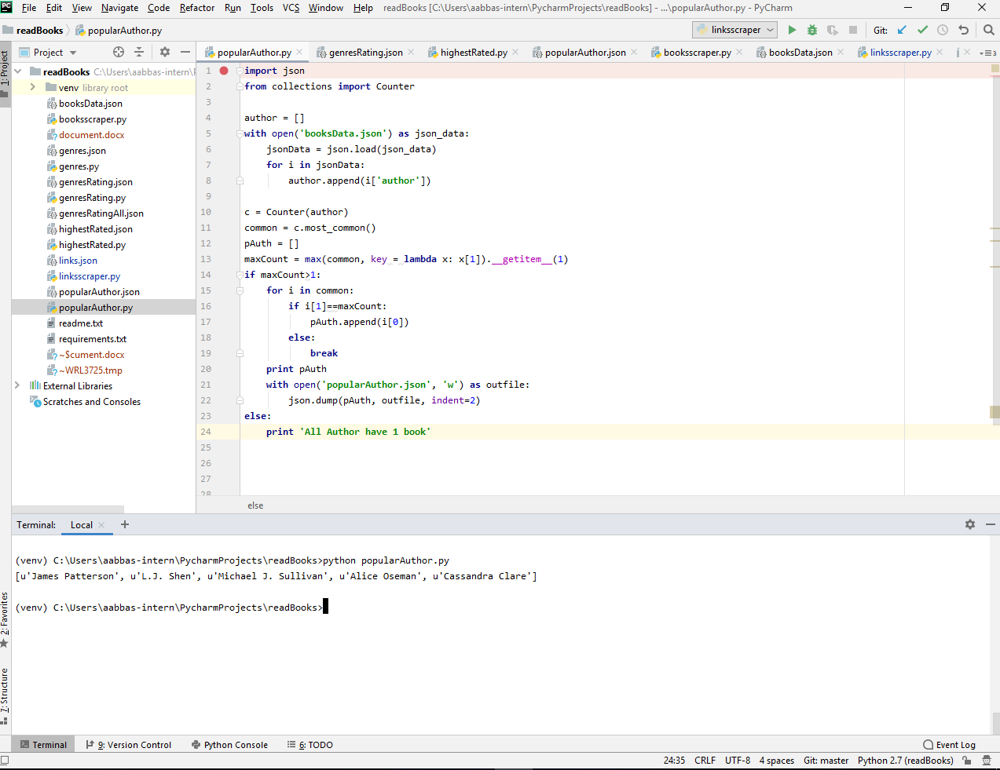 PC File Edit View Navigate Code Refactor Run Tools VCS Window Help readBooks [C:\Users\aabbas-intern\PycharmProjects\readBooks] - ...\popularAuthor.py - PyCharm
readBooks popularAuthor.py linksscraper Git:
1: Project
Project
popularAuthor.py genresRating.json highestRated.py popularAuthor.json booksscraper.py booksData.json linksscraper.py i 3
readBooks C:\Users\aabbas-intern\
venv library root
booksData.json
booksscraper.py
document.docx
genres.json
genres.py
genresRating.json
genresRating.py
genresRatingAll.json
highestRated.json
highestRated.py
links.json
linksscraper.py
popularAuthor.json
popularAuthor.py
readme.txt
requirements.txt
~$cument.docx
~WRL3725.tmp
External Libraries
Scratches and Consoles
1 import json
2 from collections import Counter
3
4 author = []
5 with open('booksData.json') as json_data:
6     jsonData = json.load(json_data)
7     for i in jsonData:
8         author.append(i['author'])
9
10 c = Counter(author)
11 common = c.most_common()
12 pAuth = []
13 maxCount = max(common, key = lambda x: x[1]).__getitem__(1)
14 if maxCount>1:
15     for i in common:
16         if i[1]==maxCount:
17             pAuth.append(i[0])
18         else:
19             break
20     print pAuth
21     with open('popularAuthor.json', 'w') as outfile:
22         json.dump(pAuth, outfile, indent=2)
23 else:
24     print 'All Author have 1 book'
25
26
27
28
else
Terminal: Local
(venv) C:\Users\aabbas-intern\PycharmProjects\readBooks>python popularAuthor.py
[u'James Patterson', u'L.J. Shen', u'Michael J. Sullivan', u'Alice Oseman', u'Cassandra Clare']
(venv) C:\Users\aabbas-intern\PycharmProjects\readBooks>
2: Favorites
7: Structure
Terminal 9: Version Control Python Console 6: TODO Event Log
24:35 CRLF UTF-8 4 spaces Git: master Python 2.7 (readBooks)